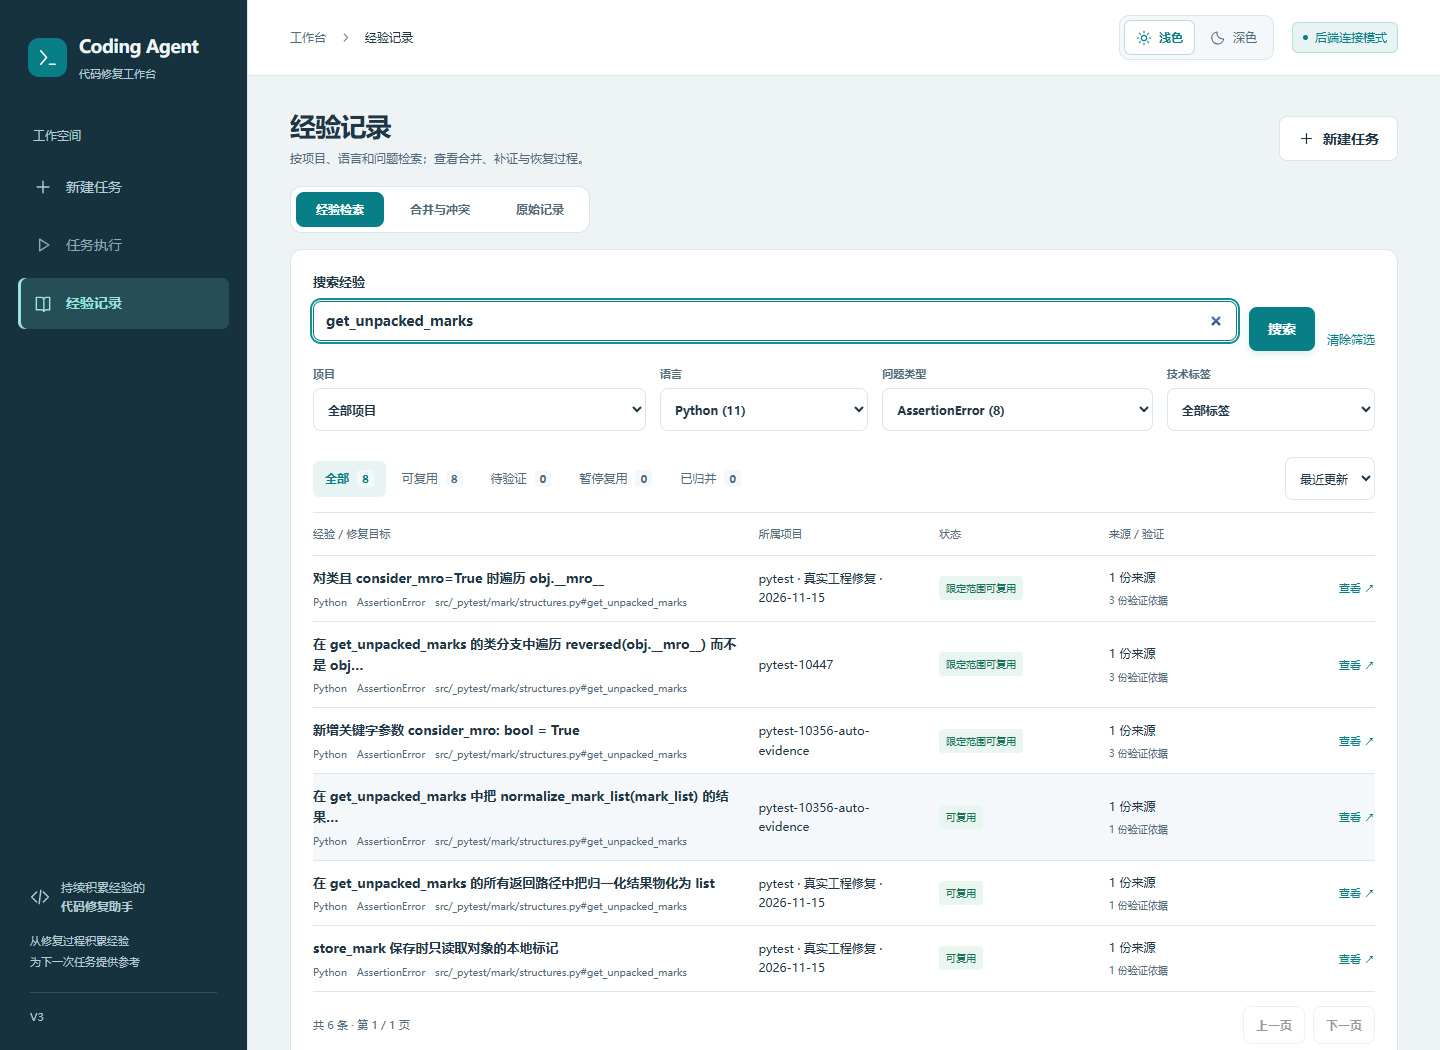 Coding Agent
代码修复工作台
工作空间
新建任务
任务执行
经验记录
持续积累经验的
代码修复助手
从修复过程积累经验
为下一次任务提供参考
V3
工作台 > 经验记录
浅色 深色
后端连接模式
经验记录
按项目、语言和问题检索；查看合并、补证与恢复过程。
新建任务
经验检索 合并与冲突 原始记录
搜索经验
get_unpacked_marks
搜索
清除筛选
项目 语言 问题类型 技术标签
全部项目 Python (11) AssertionError (8) 全部标签
全部 8 可复用 8 待验证 0 暂停复用 0 已归并 0
最近更新
经验 / 修复目标 所属项目 状态 来源 / 验证
对类且 consider_mro=True 时遍历 obj.__mro__
Python AssertionError src/_pytest/mark/structures.py#get_unpacked_marks
pytest · 真实工程修复 ·
2026-11-15
限定范围可复用
1 份来源
3 份验证依据
查看 ↗
在 get_unpacked_marks 的类分支中遍历 reversed(obj.__mro__) 而不
是 obj...
Python AssertionError src/_pytest/mark/structures.py#get_unpacked_marks
pytest-10447
限定范围可复用
1 份来源
3 份验证依据
查看 ↗
新增关键字参数 consider_mro: bool = True
Python AssertionError src/_pytest/mark/structures.py#get_unpacked_marks
pytest-10356-auto-
evidence
限定范围可复用
1 份来源
3 份验证依据
查看 ↗
在 get_unpacked_marks 中把 normalize_mark_list(mark_list) 的结
果...
Python AssertionError src/_pytest/mark/structures.py#get_unpacked_marks
pytest-10356-auto-
evidence
可复用
1 份来源
1 份验证依据
查看 ↗
在 get_unpacked_marks 的所有返回路径中把归一化结果物化为 list
Python AssertionError src/_pytest/mark/structures.py#get_unpacked_marks
pytest · 真实工程修复 ·
2026-11-15
可复用
1 份来源
1 份验证依据
查看 ↗
store_mark 保存时只读取对象的本地标记
Python AssertionError src/_pytest/mark/structures.py#get_unpacked_marks
pytest · 真实工程修复 ·
2026-11-15
可复用
1 份来源
1 份验证依据
查看 ↗
共 6 条 · 第 1 / 1 页
上一页 下一页